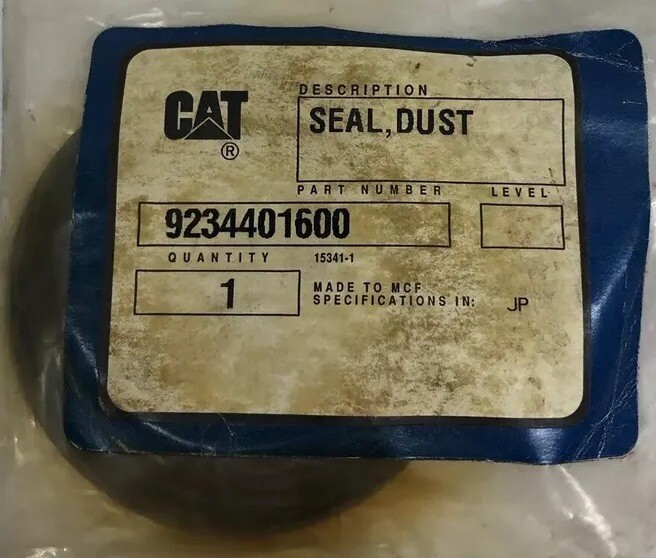 CAT
®
DESCRIPTION
SEAL,DUST
PART NUMBER LEVEL
9234401600
QUANTITY 15341-1
1
MADE TO MCF
SPECIFICATIONS IN: JP